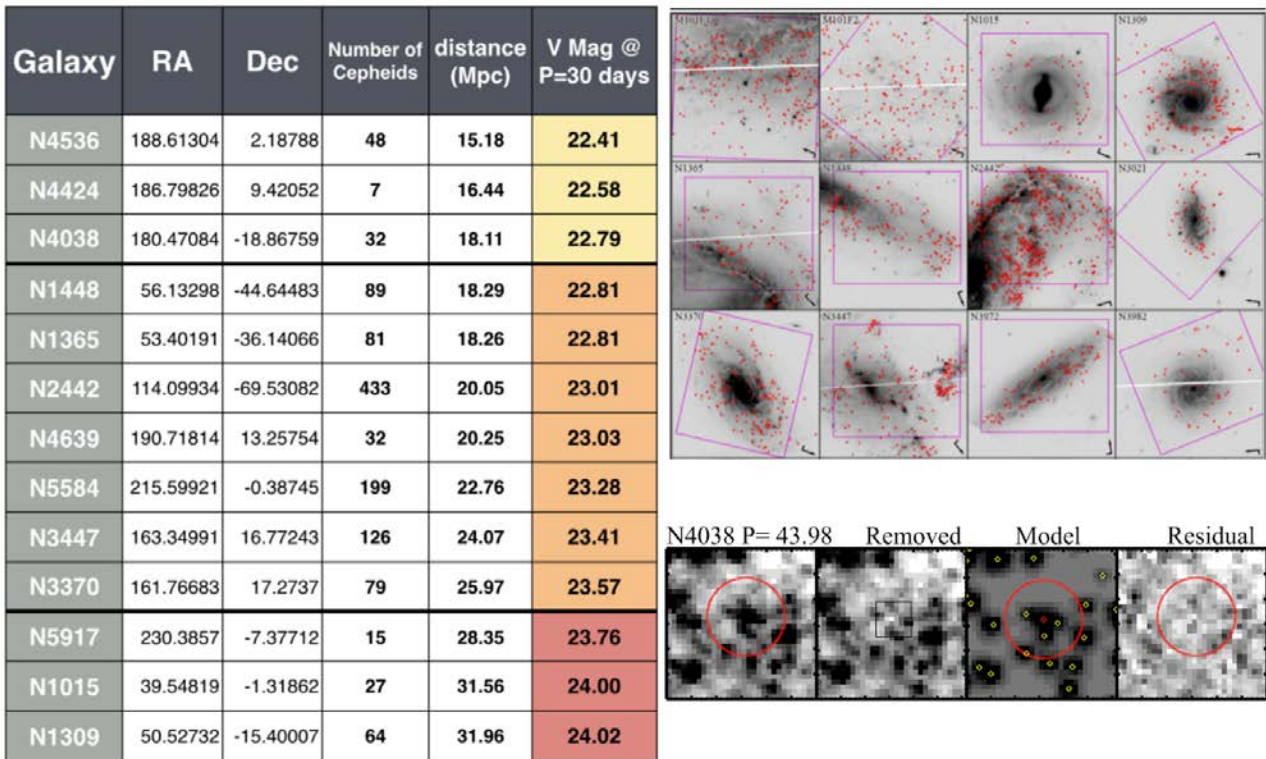 Galaxy RA Dec Number of Cepheids distance (Mpc) V Mag @ P=30 days
N4536 188.61304 2.18788 48 15.18 22.41
N4424 186.79826 9.42052 7 16.44 22.58
N4038 180.47084 -18.86759 32 18.11 22.79
N1448 56.13298 -44.64483 89 18.29 22.81
N1365 53.40191 -36.14066 81 18.26 22.81
N2442 114.09934 -69.53082 433 20.05 23.01
N4639 190.71814 13.25754 32 20.25 23.03
N5584 215.59921 -0.38745 199 22.76 23.28
N3447 163.34991 16.77243 126 24.07 23.41
N3370 161.76683 17.2737 79 25.97 23.57
N5917 230.3857 -7.37712 15 28.35 23.76
N1015 39.54819 -1.31862 27 31.56 24.00
N1309 50.52732 -15.40007 64 31.96 24.02
M101F2 N1015 N1309
N1365 N2442 N3021
N3370 N3447 N3972 N3982
N4038 P= 43.98 Removed Model Residual